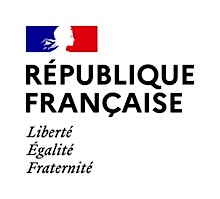 RÉPUBLIQUE
FRANÇAISE
Liberté
Égalité
Fraternité